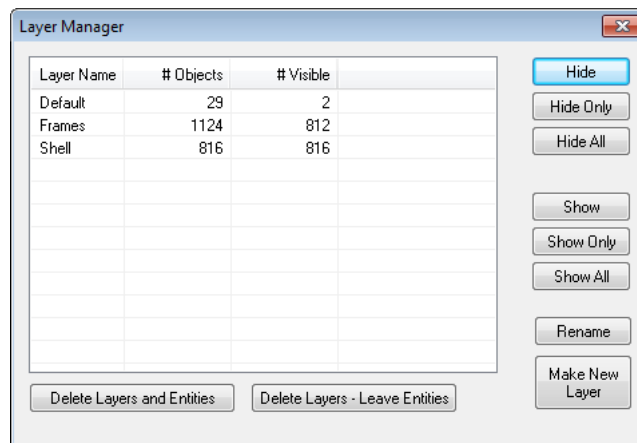 Layer Manager
Layer Name # Objects # Visible
Default 29 2
Frames 1124 812
Shell 816 816
Hide
Hide Only
Hide All
Show
Show Only
Show All
Rename
Make New
Layer
Delete Layers and Entities Delete Layers - Leave Entities